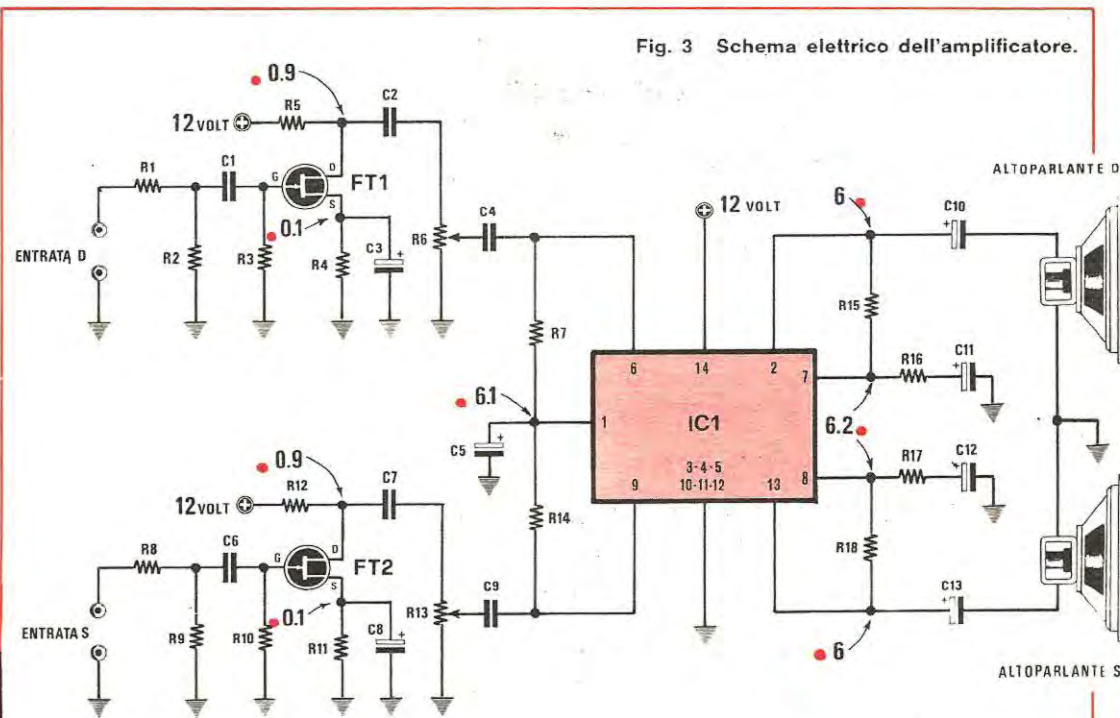 Fig. 3 Schema elettrico dell'amplificatore.
0.9
12 VOLT
R5
C2
R1
C1
G
D
S
FT1
0.1
R2
R3
R4
C3
+
R6
C4
ENTRATA D
R7
6.1
C5
+
R14
0.9
12 VOLT
R12
C7
R8
C6
G
D
S
FT2
0.1
R9
R10
R11
C8
+
R13
C9
ENTRATA S
12 VOLT
6 14 2
7
1 IC1
3-4-5
10-11-12
9 13 8
6
+ C10
R15
R16
+ C11
6.2
R17
C12
R18
+ C13
6
ALTOPARLANTE D
ALTOPARLANTE S